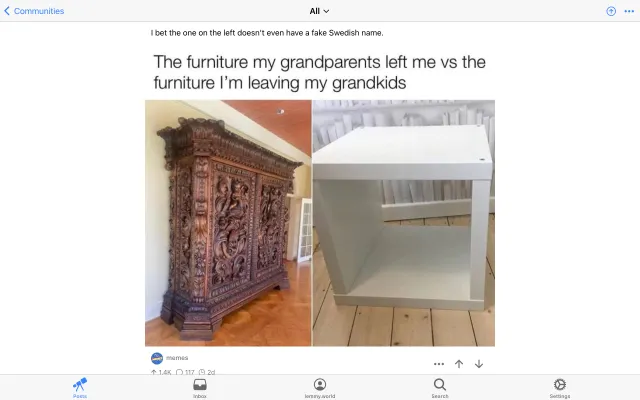 Communities
All
I bet the one on the left doesn't even have a fake Swedish name.
The furniture my grandparents left me vs the
furniture I'm leaving my grandkids
memes
1.4K 117 2d
Posts
Inbox
lemmy.world
Search
Settings